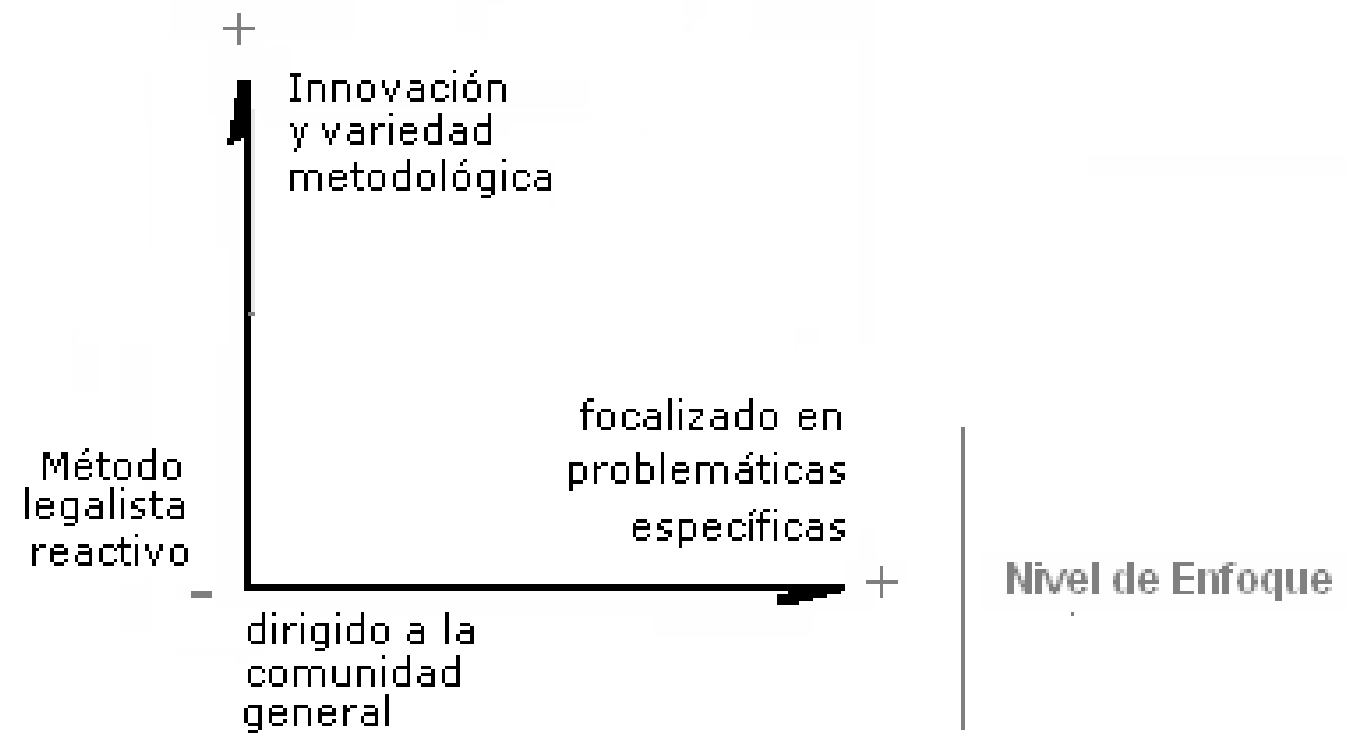 +
Innovación
y variedad
metodológica
focalizado en
problemáticas
específicas
Método
legalista
reactivo
-
+
Nivel de Enfoque
dirigido a la
comunidad
general